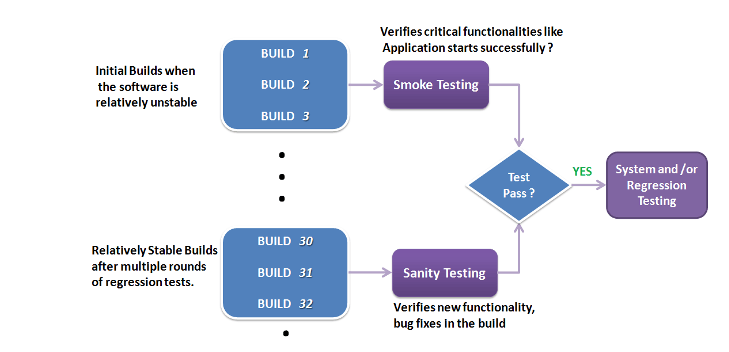 Verifies critical functionalities like
Application starts successfully ?
BUILD 1
BUILD 2
BUILD 3
Initial Builds when
the software is
relatively unstable
Smoke Testing
Test
Pass ?
YES
System and /or
Regression
Testing
Relatively Stable Builds
after multiple rounds
of regression tests.
BUILD 30
BUILD 31
BUILD 32
Sanity Testing
Verifies new functionality,
bug fixes in the build